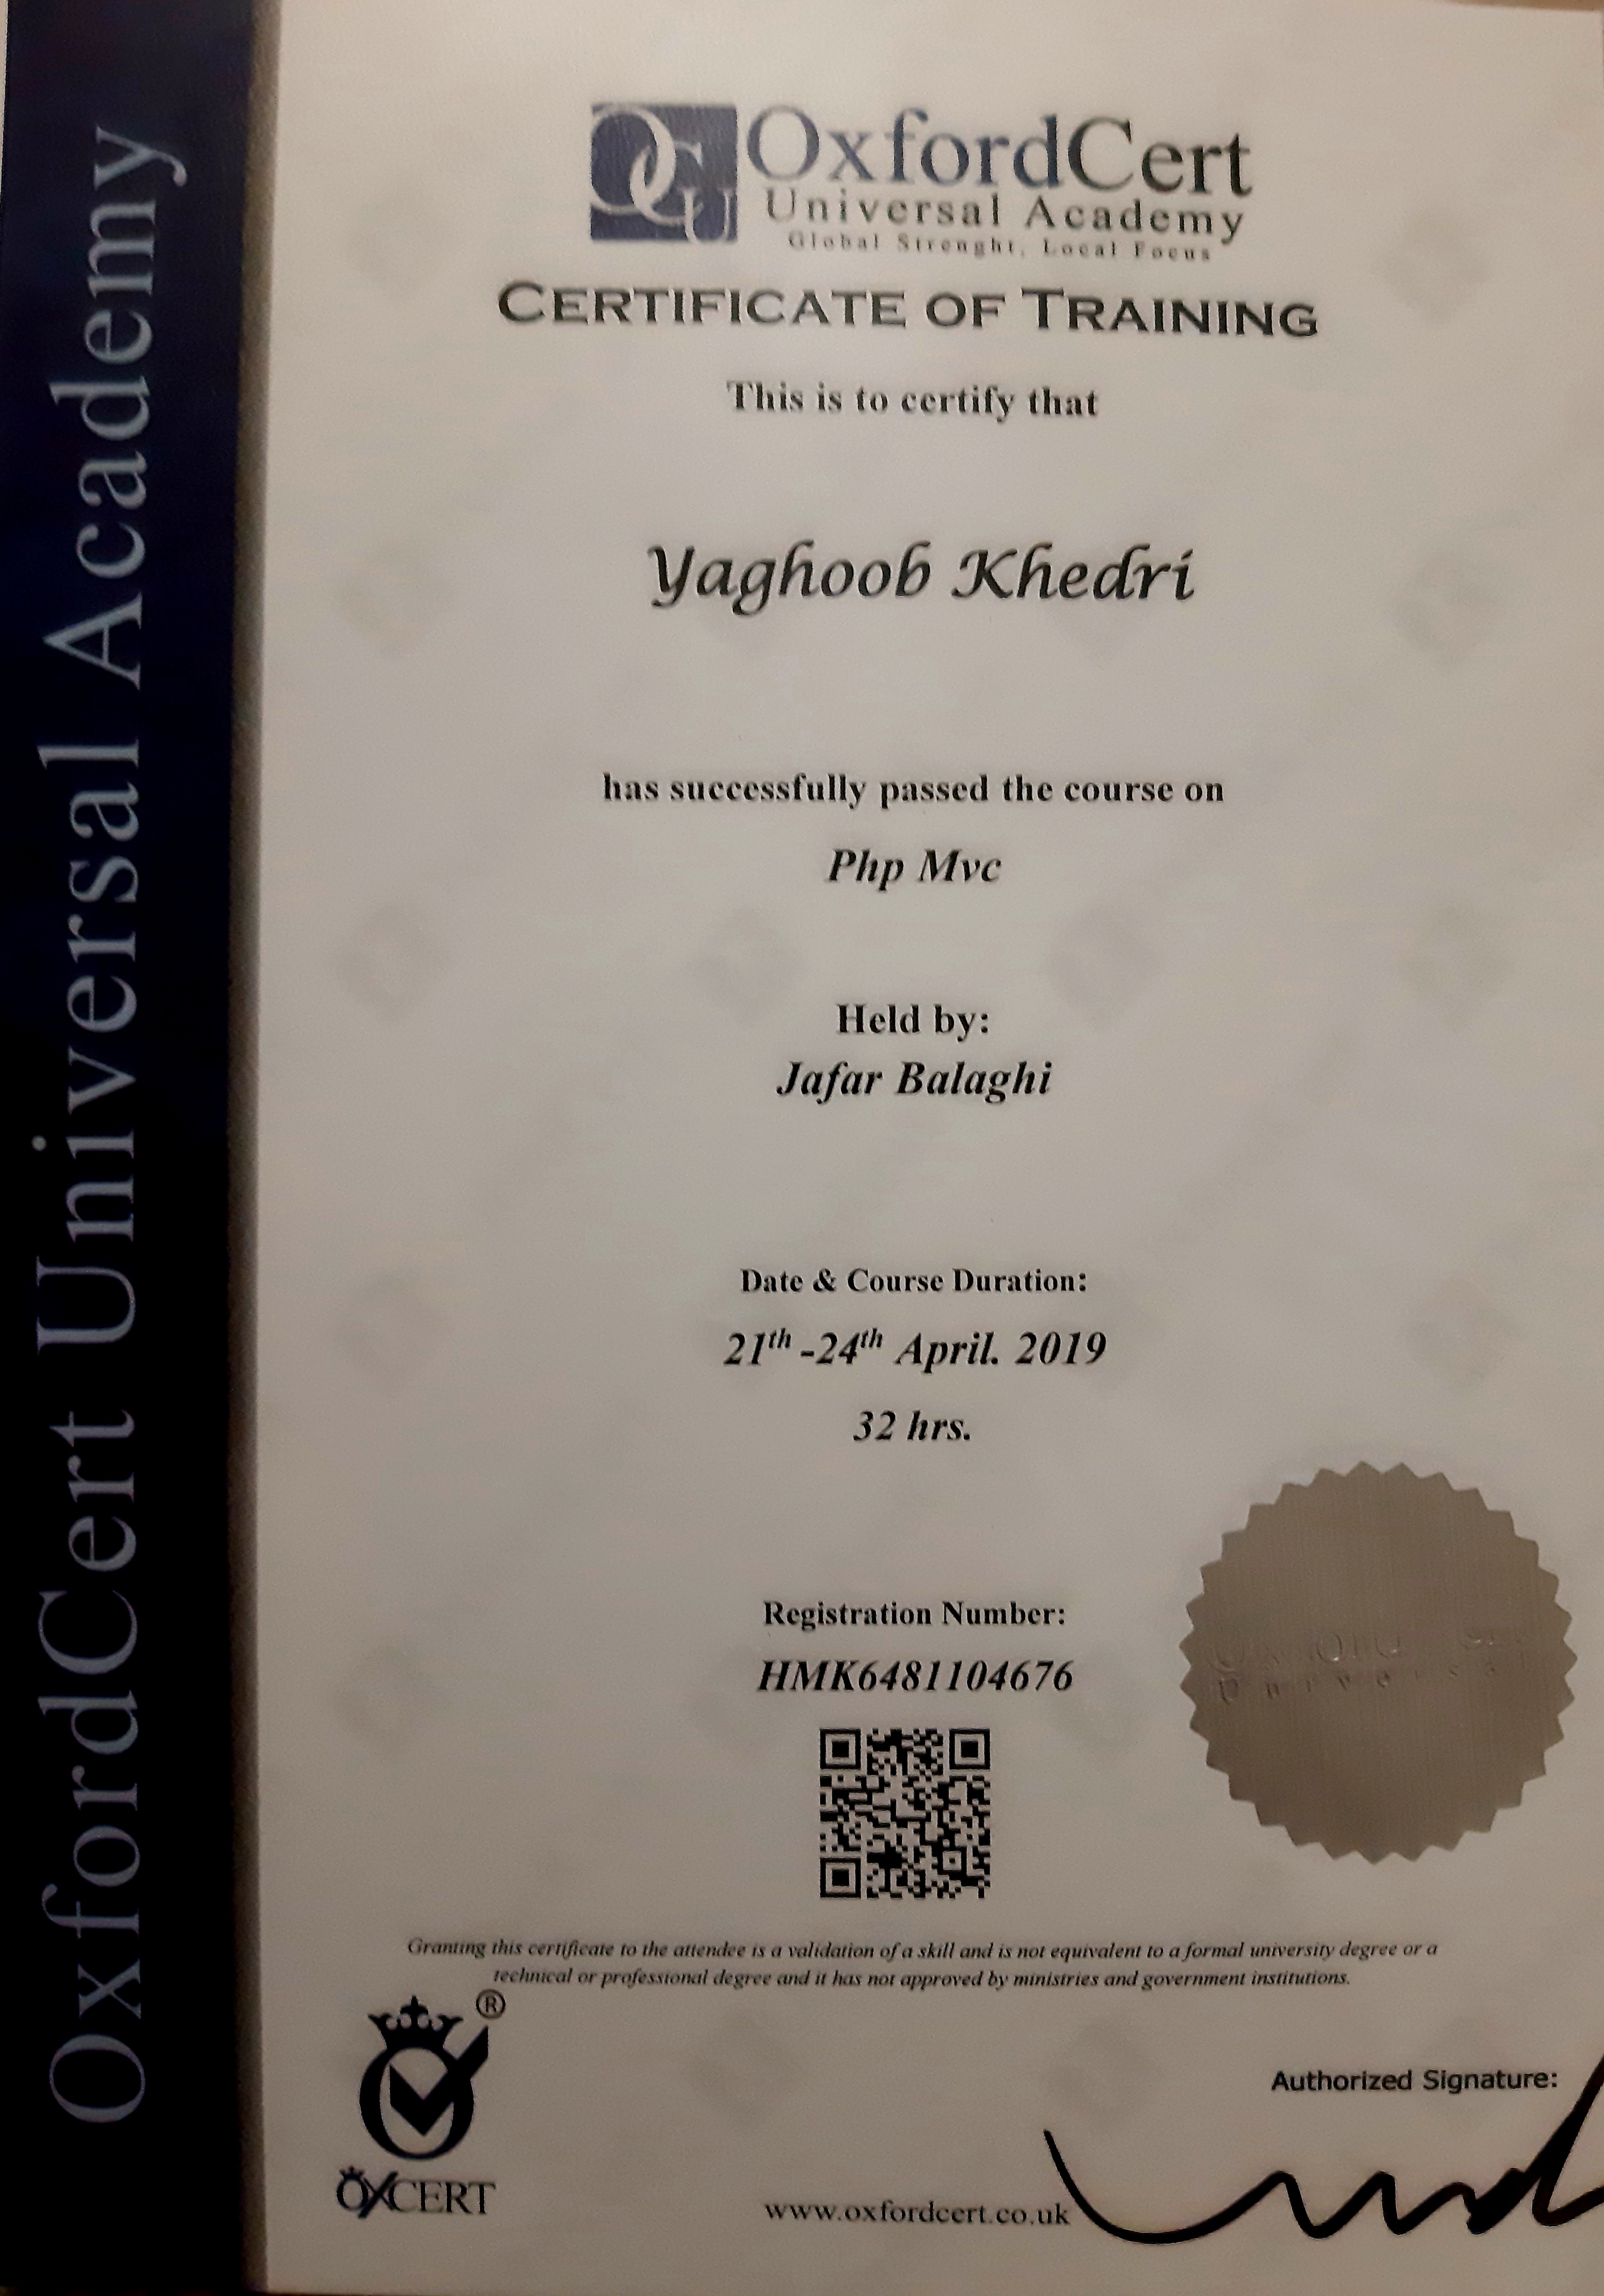 OxfordCert Universal Academy
OCU
OxfordCert
Universal Academy
Global Strenght, Local Focus
CERTIFICATE OF TRAINING
This is to certify that
Yaghoob Khedri
has successfully passed the course on
Php Mvc
Held by:
Jafar Balaghi
Date & Course Duration:
21th -24th April. 2019
32 hrs.
Registration Number:
HMK6481104676
Universal
Granting this certificate to the attendee is a validation of a skill and is not equivalent to a formal university degree or a
technical or professional degree and it has not approved by ministries and government institutions.
®
OXCERT
Authorized Signature:
www.oxfordcert.co.uk